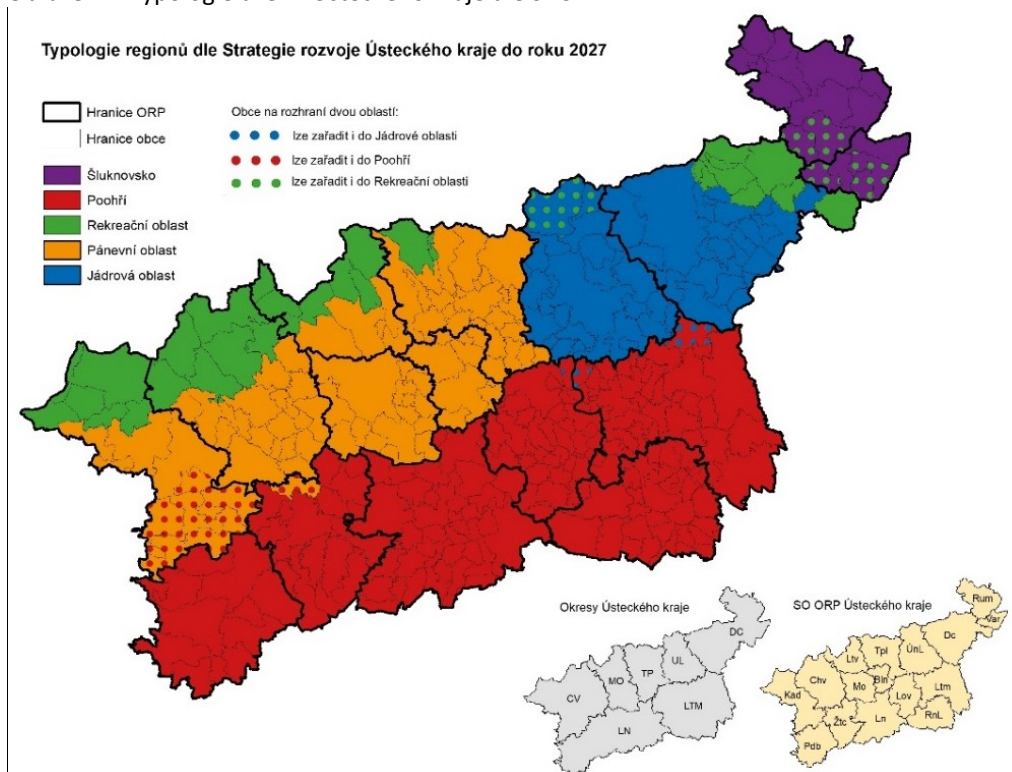 Typologie regionů dle Strategie rozvoje Ústeckého kraje do roku 2027
Hranice ORP
Hranice obce
Šluknovsko
Poohří
Rekreační oblast
Pánevní oblast
Jádrová oblast
Obce na rozhraní dvou oblastí:
lze zařadit i do Jádrové oblasti
lze zařadit i do Poohří
lze zařadit i do Rekreační oblasti
Okresy Ústeckého kraje
DC
UL
TP
MO
CV
LTM
LN
SO ORP Ústeckého kraje
Rum
Var
Dc
ÚnL
Tpl
Ltv
Chv
Mo
Bln
Kad
Lov
Ltm
Žtc
Ln
RnL
Pdb